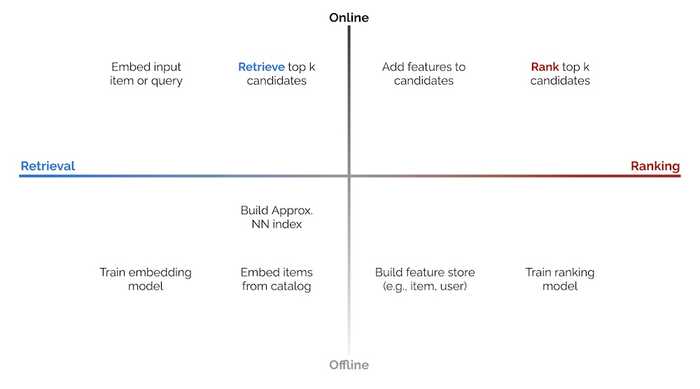 Online
Embed input
item or query
Retrieve top k
candidates
Add features to
candidates
Rank top k
candidates
Retrieval
Ranking
Build Approx.
NN index
Train embedding
model
Embed items
from catalog
Build feature store
(e.g., item, user)
Train ranking
model
Offline